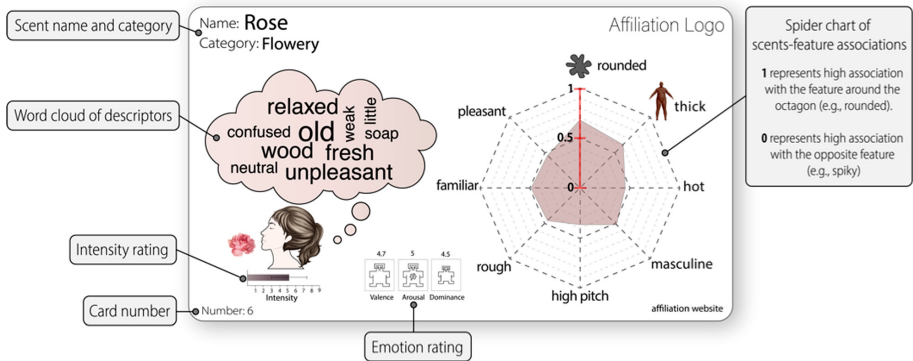 Scent name and category
Word cloud of descriptors
Intensity rating
Card number
Name: Rose
Category: Flowery
Affiliation Logo
relaxed
weak
little
confused
old
soap
wood
fresh
neutral
unpleasant
1 2 3 4 5 6 7 8 9
Intensity
Number: 6
4.7 5 4.5
Valence Arousal Dominance
Emotion rating
rounded
1
thick
pleasant
0.5
familiar
0
hot
rough
masculine
high pitch
affiliation website
Spider chart of
scents-feature associations
1 represents high association
with the feature around the
octagon (e.g., rounded).
0 represents high association
with the opposite feature
(e.g., spiky)